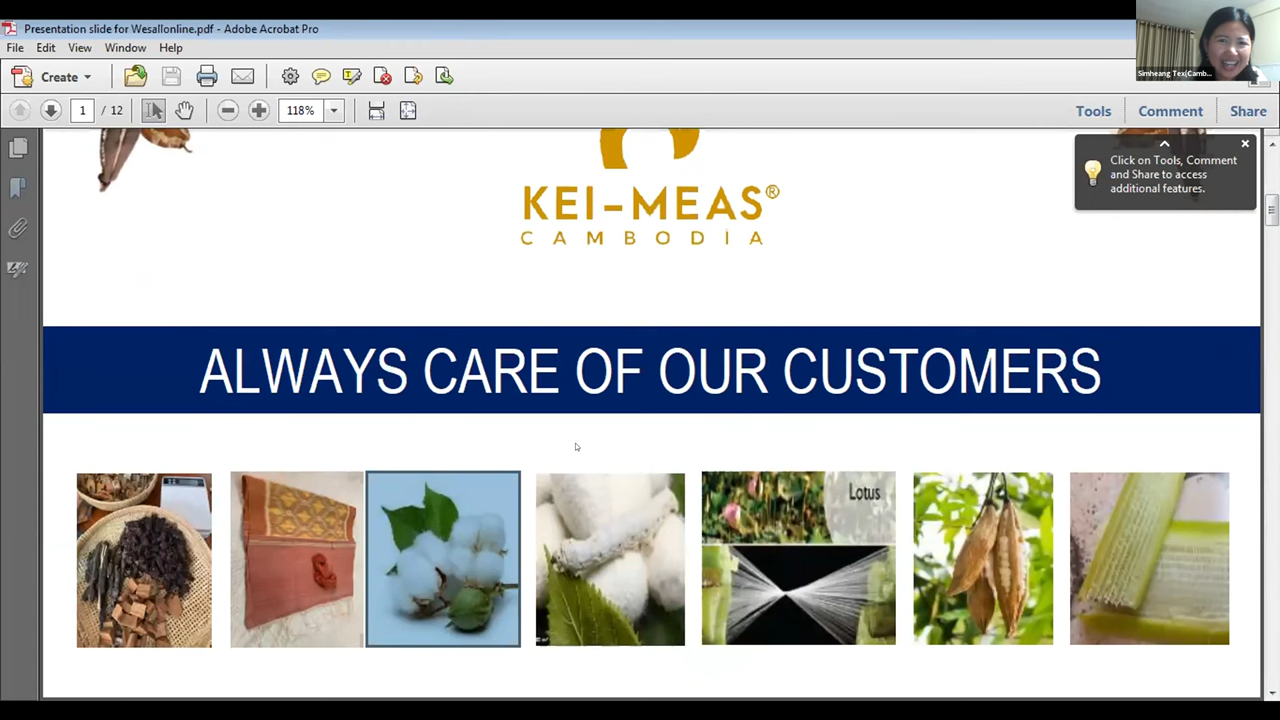 Presentation slide for Wesallonline.pdf - Adobe Acrobat Pro
File Edit View Window Help
Simheang Tex(Camb...
Create
1 / 12
118%
Tools Comment Share
Click on Tools, Comment
and Share to access
additional features.
KEI-MEAS®
CAMBODIA
ALWAYS CARE OF OUR CUSTOMERS
Lotus